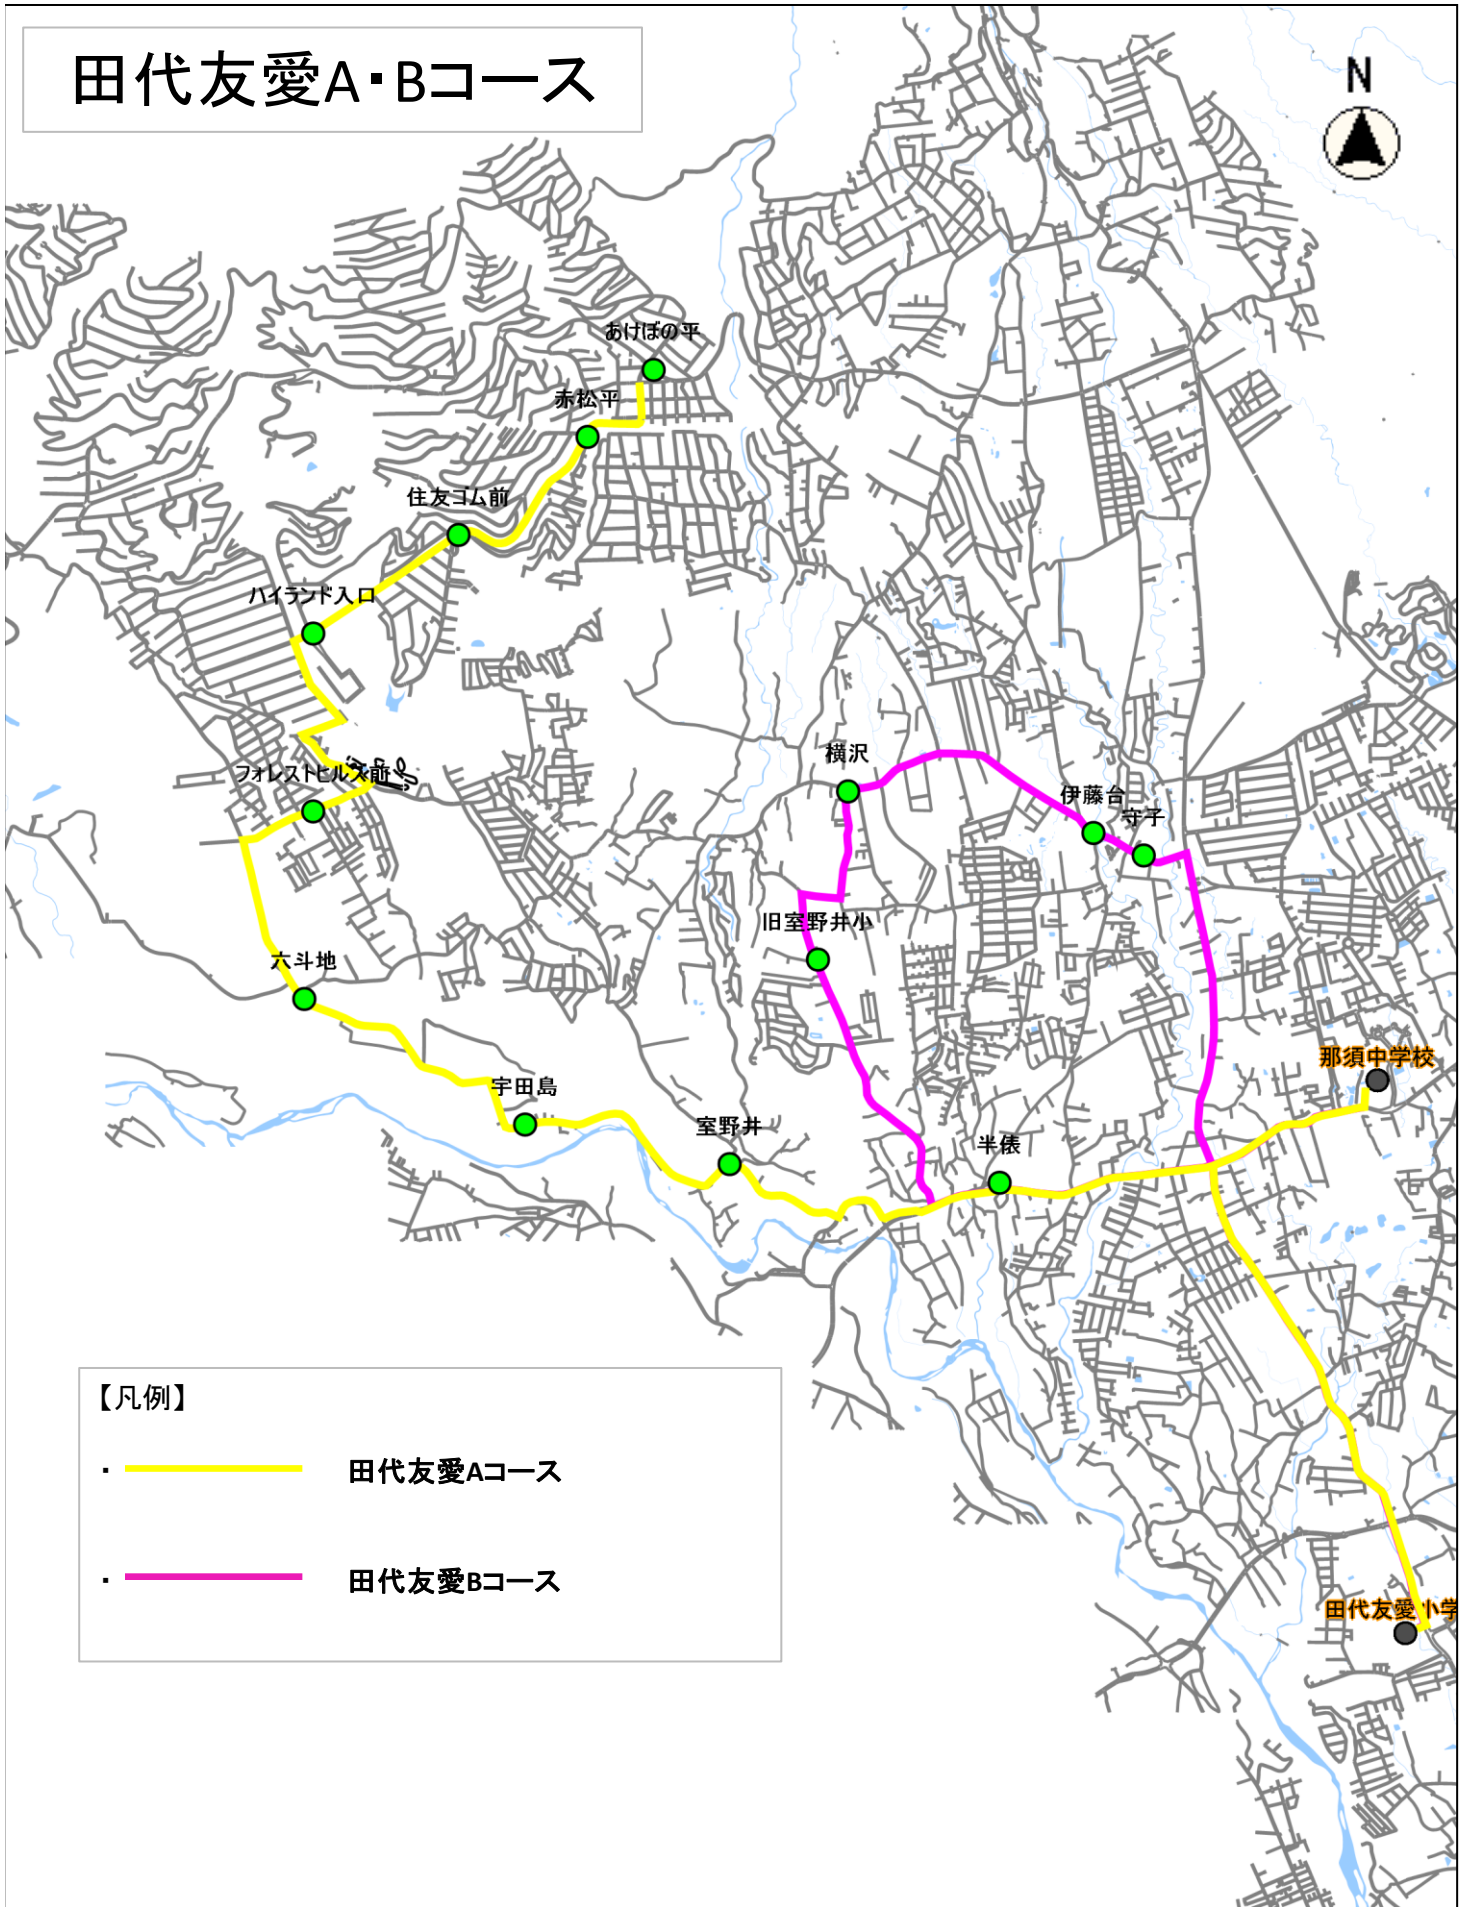 田代友愛A・Bコース
N
あけぼの平
赤松平
住友ゴム前
ハイランド入口
フォレストヒルズ前
横沢
伊藤台
守子
旧室野井小
六斗地
那須中学校
宇田島
室野井
半俵
【凡例】
・ 田代友愛Aコース
・ 田代友愛Bコース
田代友愛小学